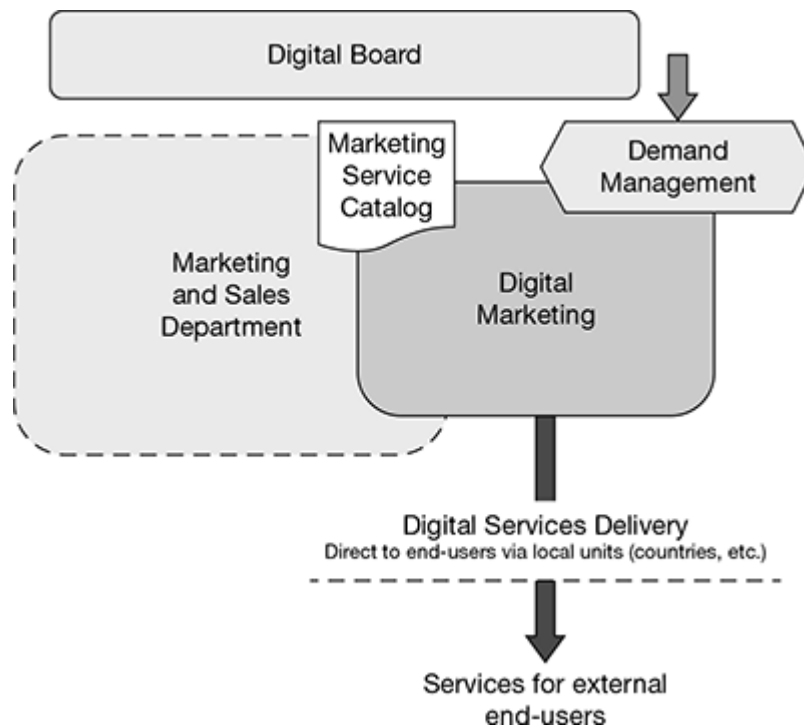 Digital Board
Marketing
Service
Catalog
Demand
Management
Marketing
and Sales
Department
Digital
Marketing
Digital Services Delivery
Direct to end-users via local units (countries, etc.)
Services for external
end-users